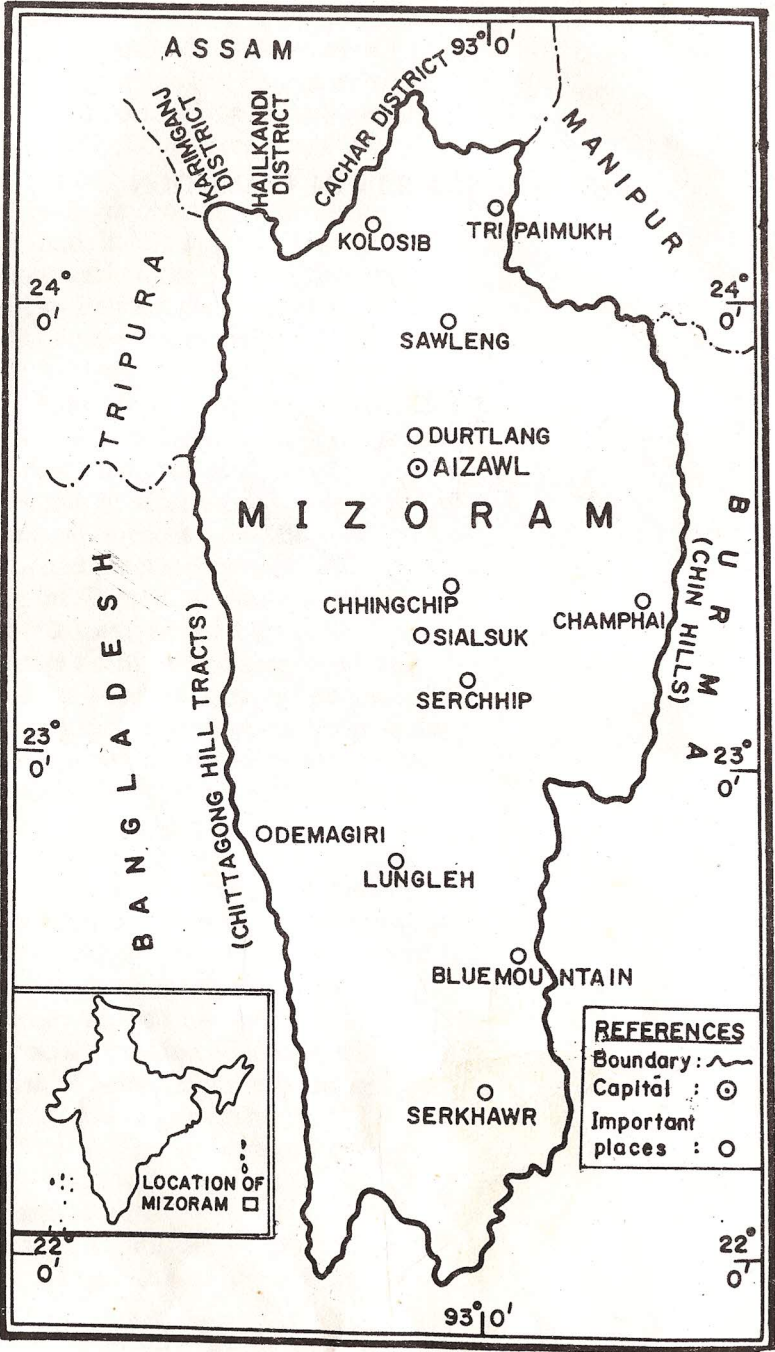 ASSAM
93° 0'
KARIMGANJ
DISTRICT
HAILKANDI
DISTRICT
CACHAR DISTRICT
MANIPUR
KOLOSIB
TRIPAIMUKH
24°
0'
24°
0'
TRIPURA
SAWLENG
DURTLANG
AIZAWL
MIZORAM
BURMA
(CHIN HILLS)
BANGLADESH
(CHITTAGONG HILL TRACTS)
CHHINGCHIP
CHAMPHAI
SIALSUK
SERCHHIP
23°
0'
23°
0'
DEMAGIRI
LUNGLEH
BLUEMOUNTAIN
SERKHAWR
REFERENCES
Boundary:
Capital :
Important
places :
LOCATION OF
MIZORAM
22°
0'
22°
0'
93° 0'